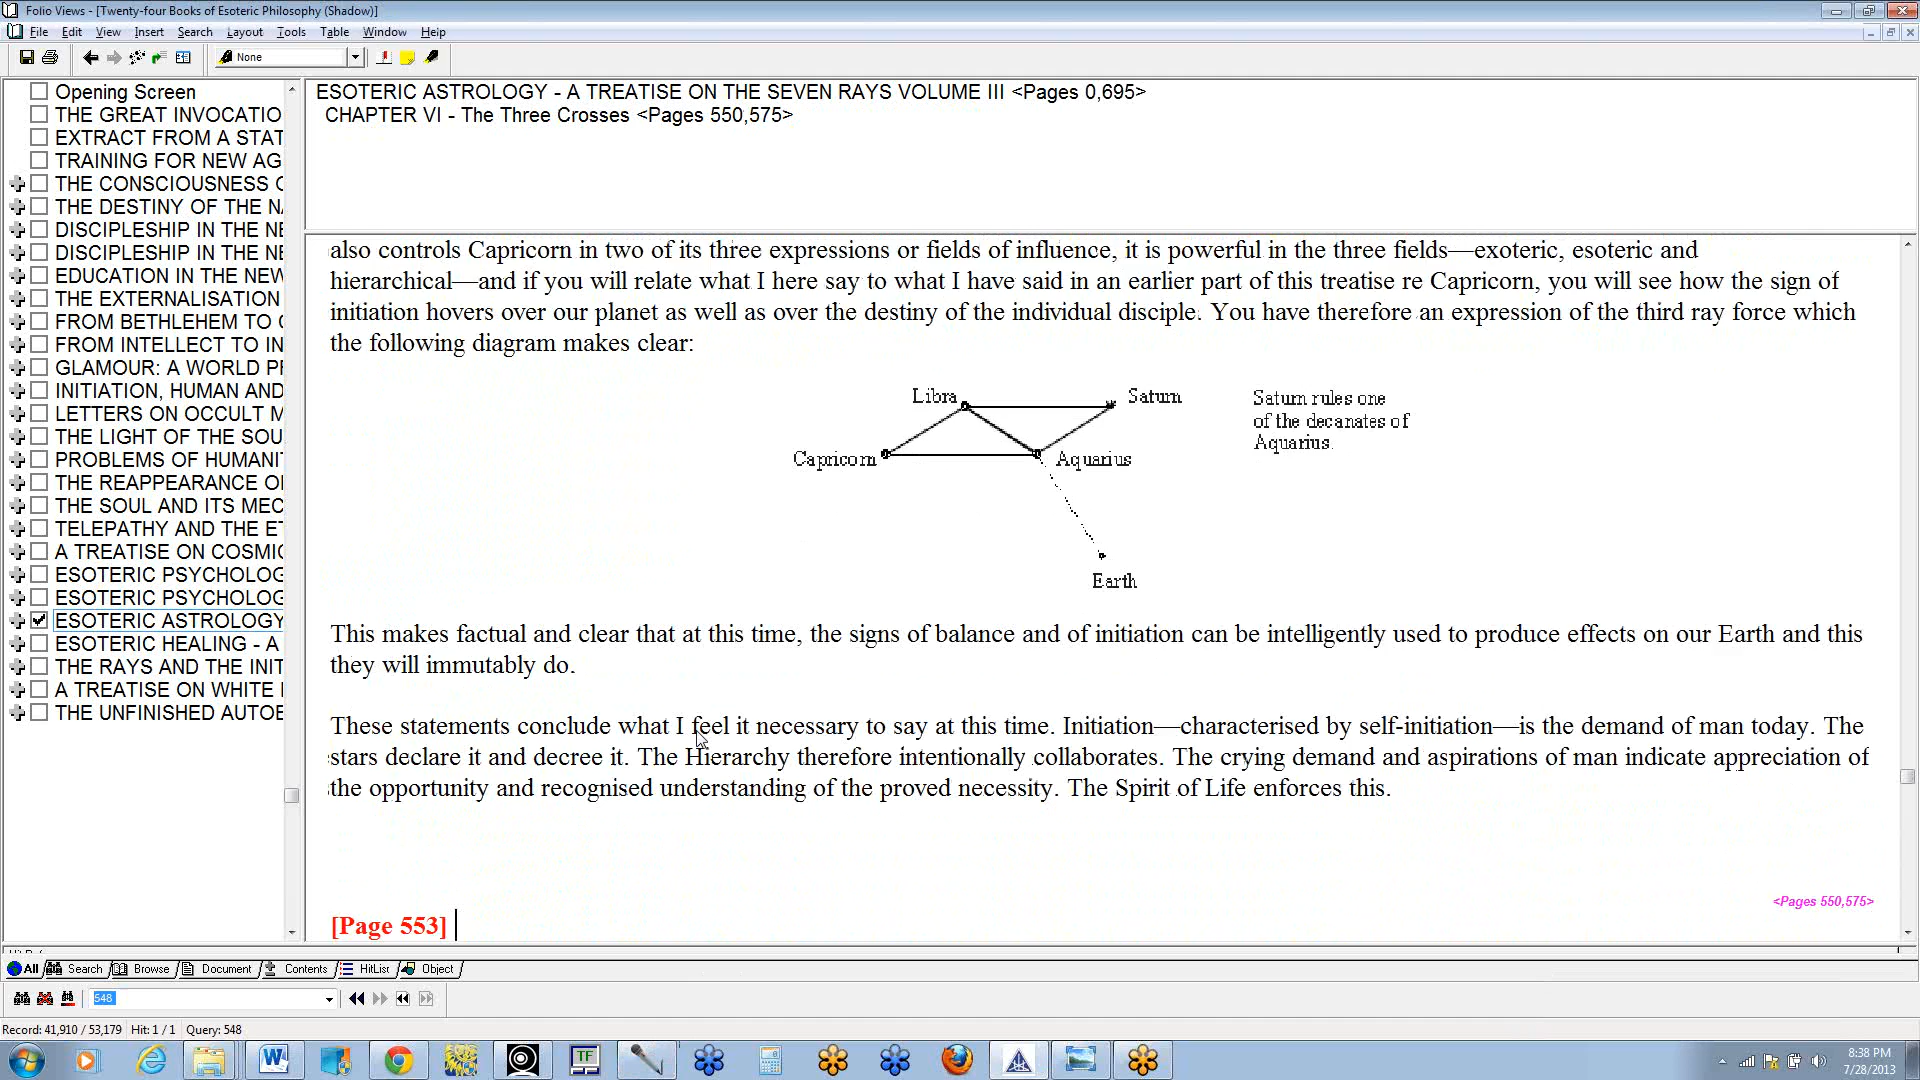 Folio Views - [Twenty-four Books of Esoteric Philosophy (Shadow)]
File Edit View Insert Search Layout Tools Table Window Help
None
Opening Screen
THE GREAT INVOCATIO
EXTRACT FROM A STAT
TRAINING FOR NEW AG
THE CONSCIOUSNESS O
THE DESTINY OF THE NA
DISCIPLESHIP IN THE NE
DISCIPLESHIP IN THE NE
EDUCATION IN THE NEW
THE EXTERNALISATION
FROM BETHLEHEM TO C
FROM INTELLECT TO IN
GLAMOUR: A WORLD PR
INITIATION, HUMAN AND
LETTERS ON OCCULT M
THE LIGHT OF THE SOU
PROBLEMS OF HUMANIT
THE REAPPEARANCE O
THE SOUL AND ITS MEC
TELEPATHY AND THE ET
A TREATISE ON COSMIC
ESOTERIC PSYCHOLOG
ESOTERIC PSYCHOLOG
ESOTERIC ASTROLOGY
ESOTERIC HEALING - A
THE RAYS AND THE INIT
A TREATISE ON WHITE
THE UNFINISHED AUTOB
ESOTERIC ASTROLOGY - A TREATISE ON THE SEVEN RAYS VOLUME III <Pages 0,695>
CHAPTER VI - The Three Crosses <Pages 550,575>
also controls Capricorn in two of its three expressions or fields of influence, it is powerful in the three fields—exoteric, esoteric and
hierarchical—and if you will relate what I here say to what I have said in an earlier part of this treatise re Capricorn, you will see how the sign of
initiation hovers over our planet as well as over the destiny of the individual disciple. You have therefore an expression of the third ray force which
the following diagram makes clear:
Libra Saturn
Saturn rules one
of the decanates of
Aquarius.
Capricorn Aquarius
Earth
This makes factual and clear that at this time, the signs of balance and of initiation can be intelligently used to produce effects on our Earth and this
they will immutably do.
These statements conclude what I feel it necessary to say at this time. Initiation—characterised by self-initiation—is the demand of man today. The
stars declare it and decree it. The Hierarchy therefore intentionally collaborates. The crying demand and aspirations of man indicate appreciation of
the opportunity and recognised understanding of the proved necessity. The Spirit of Life enforces this.
<Pages 550,575>
[Page 553]
All Search Browse Document Contents HitList Object
548
Record: 41,910 / 53,179 Hit: 1 / 1 Query: 548
W
TF
8:38 PM
7/28/2013